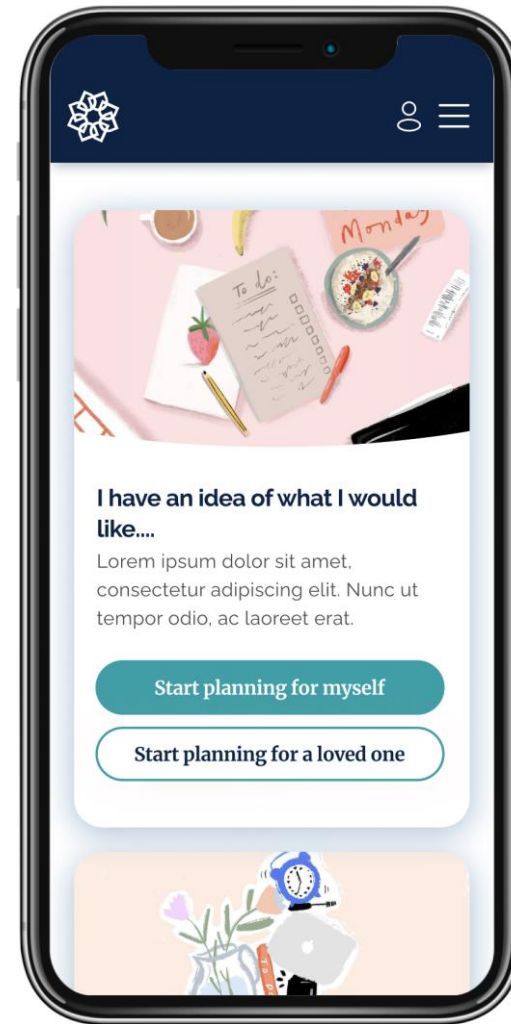 Monday
To do:
I have an idea of what I would
like....
Lorem ipsum dolor sit amet,
consectetur adipiscing elit. Nunc ut
tempor odio, ac laoreet erat.
Start planning for myself
Start planning for a loved one